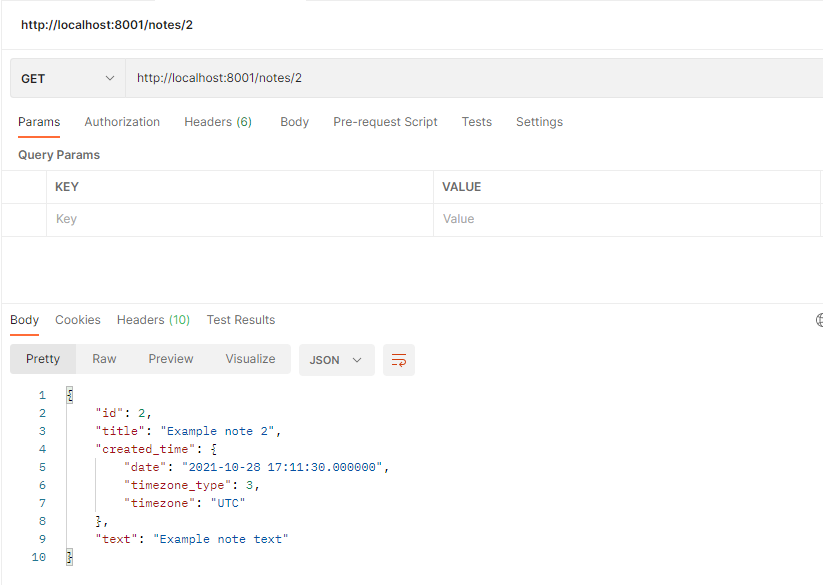 http://localhost:8001/notes/2
GET http://localhost:8001/notes/2
Params Authorization Headers (6) Body Pre-request Script Tests Settings
Query Params
KEY VALUE
Key Value
Body Cookies Headers (10) Test Results
Pretty Raw Preview Visualize JSON
1 {
2 "id": 2,
3 "title": "Example note 2",
4 "created_time": {
5 "date": "2021-10-28 17:11:30.000000",
6 "timezone_type": 3,
7 "timezone": "UTC"
8 },
9 "text": "Example note text"
10 }